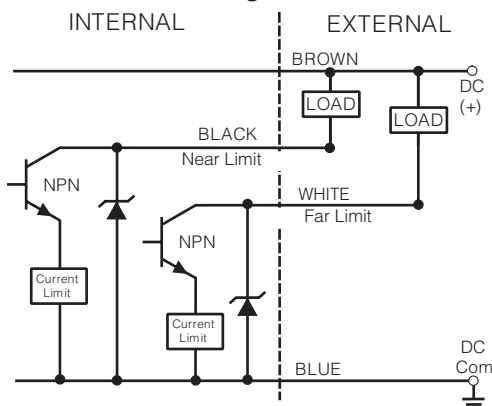 INTERNAL
EXTERNAL
BROWN
DC
(+)
LOAD
LOAD
BLACK
Near Limit
NPN
WHITE
Far Limit
NPN
Current
Limit
Current
Limit
DC
Com
BLUE